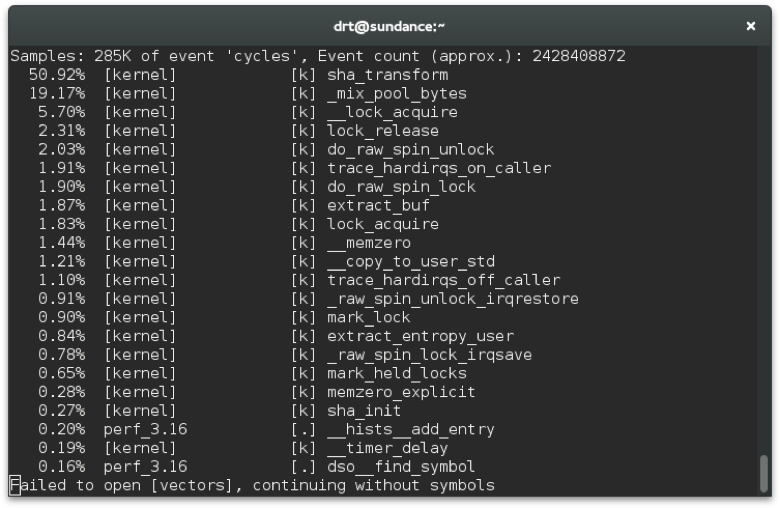 drt@sundance:~
Samples: 285K of event 'cycles', Event count (approx.): 2428408872
50.92% [kernel] [k] sha_transform
19.17% [kernel] [k] _mix_pool_bytes
5.70% [kernel] [k] __lock_acquire
2.31% [kernel] [k] lock_release
2.03% [kernel] [k] do_raw_spin_unlock
1.91% [kernel] [k] trace_hardirqs_on_caller
1.90% [kernel] [k] do_raw_spin_lock
1.87% [kernel] [k] extract_buf
1.83% [kernel] [k] lock_acquire
1.44% [kernel] [k] __memzero
1.21% [kernel] [k] __copy_to_user_std
1.10% [kernel] [k] trace_hardirqs_off_caller
0.91% [kernel] [k] _raw_spin_unlock_irqrestore
0.90% [kernel] [k] mark_lock
0.84% [kernel] [k] extract_entropy_user
0.78% [kernel] [k] _raw_spin_lock_irqsave
0.65% [kernel] [k] mark_held_locks
0.28% [kernel] [k] memzero_explicit
0.27% [kernel] [k] sha_init
0.20% perf_3.16 [.] __hists__add_entry
0.19% [kernel] [k] __timer_delay
0.16% perf_3.16 [.] dso__find_symbol
Failed to open [vectors], continuing without symbols